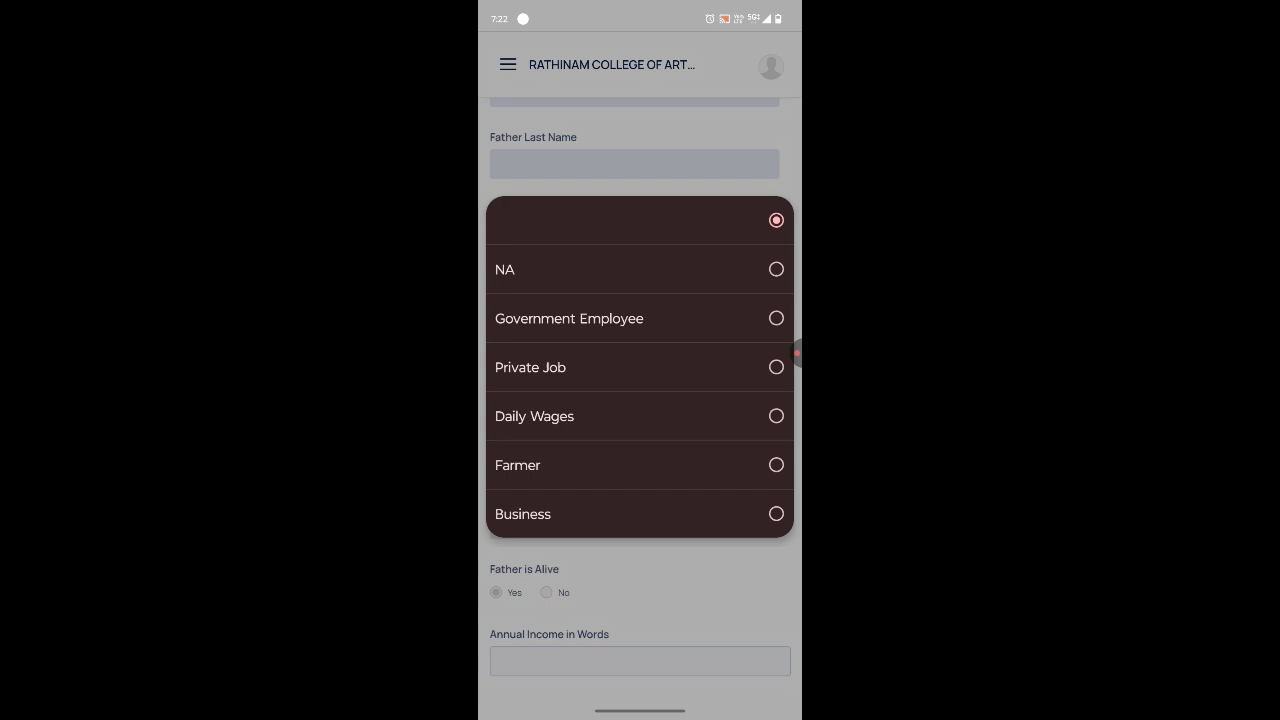 7:22
5G
RATHINAM COLLEGE OF ART...
Father Last Name
NA
Government Employee
Private Job
Daily Wages
Farmer
Business
Father is Alive
Yes
No
Annual Income in Words